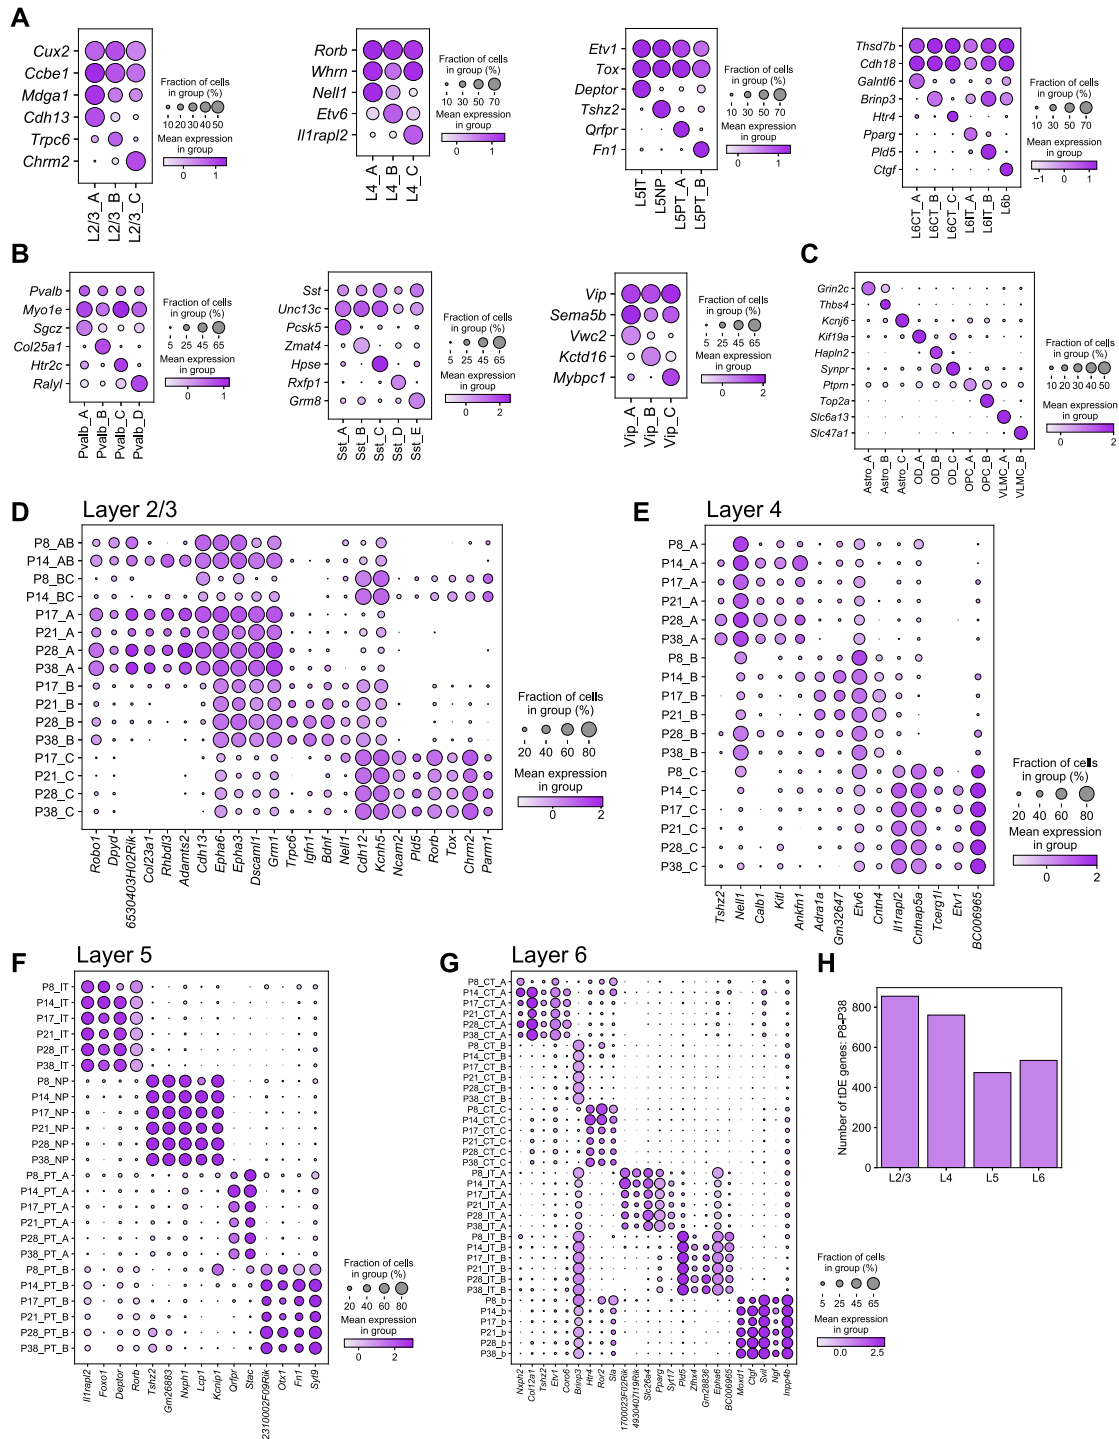 A
Cux2
Ccbe1
Mdga1
Cdh13
Trpc6
Chrm2
L2/3_A
L2/3_B
L2/3_C
Fraction of cells
in group (%)
10 20 30 40 50
Mean expression
in group
0 1
Rorb
Whrn
Nell1
Etv6
Il1rapl2
L4_A
L4_B
L4_C
Fraction of cells
in group (%)
10 30 50 70
Mean expression
in group
0 1
Etv1
Tox
Deptor
Tshz2
Qrfpr
Fn1
L5IT
L5NP
L5PT_A
L5PT_B
Fraction of cells
in group (%)
10 30 50 70
Mean expression
in group
0 1
Thsd7b
Cdh18
Galntl6
Brinp3
Htr4
Pparg
Pld5
Ctgf
L6CT_A
L6CT_B
L6CT_C
L6IT_A
L6IT_B
L6b
Fraction of cells
in group (%)
10 30 50 70
Mean expression
in group
−1 1
B
Pvalb
Myo1e
Sgcz
Col25a1
Htr2c
Ralyl
Pvalb_A
Pvalb_B
Pvalb_C
Pvalb_D
Fraction of cells
in group (%)
5 25 45 65
Mean expression
in group
0 1
Sst
Unc13c
Pcsk5
Zmat4
Hpse
Rxfp1
Grm8
Sst_A
Sst_B
Sst_C
Sst_D
Sst_E
Fraction of cells
in group (%)
5 25 45 65
Mean expression
in group
0 2
Vip
Sema5b
Vwc2
Kctd16
Mybpc1
Vip_A
Vip_B
Vip_C
Fraction of cells
in group (%)
5 25 45 65
Mean expression
in group
0 2
C
Grin2c
Thbs4
Kcnj6
Kif19a
Hapln2
Synpr
Ptprn
Top2a
Slc6a13
Slc47a1
Astro_A
Astro_B
Astro_C
OD_A
OD_B
OD_C
OPC_A
OPC_B
VLMC_A
VLMC_B
Fraction of cells
in group (%)
10 20 30 40 50
Mean expression
in group
0 2
D Layer 2/3
P8_AB
P14_AB
P8_BC
P14_BC
P17_A
P21_A
P28_A
P38_A
P17_B
P21_B
P28_B
P38_B
P17_C
P21_C
P28_C
P38_C
Robo1
Dpyd
6530403H02Rik
Col23a1
Rhbdl3
Adamts2
Cdh13
Epha6
Epha3
Dscaml1
Grm1
Trpc6
Igfn1
Bdnf
Nell1
Cdh12
Kcnh5
Ncam2
Pld5
Rorb
Tox
Chrm2
Parm1
Fraction of cells
in group (%)
20 40 60 80
Mean expression
in group
0 2
E Layer 4
P8_A
P14_A
P17_A
P21_A
P28_A
P38_A
P8_B
P14_B
P17_B
P21_B
P28_B
P38_B
P8_C
P14_C
P17_C
P21_C
P28_C
P38_C
Tshz2
Nell1
Calb1
Kitl
Ankfn1
Adra1a
Gm32647
Etv6
Cntn4
Il1rapl2
Cntnap5a
Tcerg1l
Etv1
BC006965
Fraction of cells
in group (%)
20 40 60 80
Mean expression
in group
0 2
F Layer 5
P8_IT
P14_IT
P17_IT
P21_IT
P28_IT
P38_IT
P8_NP
P14_NP
P17_NP
P21_NP
P28_NP
P38_NP
P8_PT_A
P14_PT_A
P17_PT_A
P21_PT_A
P28_PT_A
P38_PT_A
P8_PT_B
P14_PT_B
P17_PT_B
P21_PT_B
P28_PT_B
P38_PT_B
Il1rapl2
Foxo1
Deptor
Rorb
Tshz2
Gm26883
Nxph1
Lcp1
Kcnip1
Qrfpr
Stac
2310002F09Rik
Otx1
Fn1
Syt9
Fraction of cells
in group (%)
20 40 60 80
Mean expression
in group
0 2
G Layer 6
P8_CT_A
P14_CT_A
P17_CT_A
P21_CT_A
P28_CT_A
P38_CT_A
P8_CT_B
P14_CT_B
P17_CT_B
P21_CT_B
P28_CT_B
P38_CT_B
P8_CT_C
P14_CT_C
P17_CT_C
P21_CT_C
P28_CT_C
P38_CT_C
P8_IT_A
P14_IT_A
P17_IT_A
P21_IT_A
P28_IT_A
P38_IT_A
P8_IT_B
P14_IT_B
P17_IT_B
P21_IT_B
P28_IT_B
P38_IT_B
P8_b
P14_b
P17_b
P21_b
P28_b
P38_b
Nxph2
Col12a1
Tshz2
Etv1
Coro6
Brinp3
Htr4
Ror2
Sla
1700023F02Rik
4930407I19Rik
Slc26a4
Pparg
Syt17
Pld5
Zfhx4
Gm28836
Epha6
BC006965
Moxd1
Ctgf
Svil
Ngf
Inpp4b
Fraction of cells
in group (%)
5 25 45 65
Mean expression
in group
0.0 2.5
H
Number of tDE genes: P8-P38
800
600
400
200
0
L2/3 L4 L5 L6